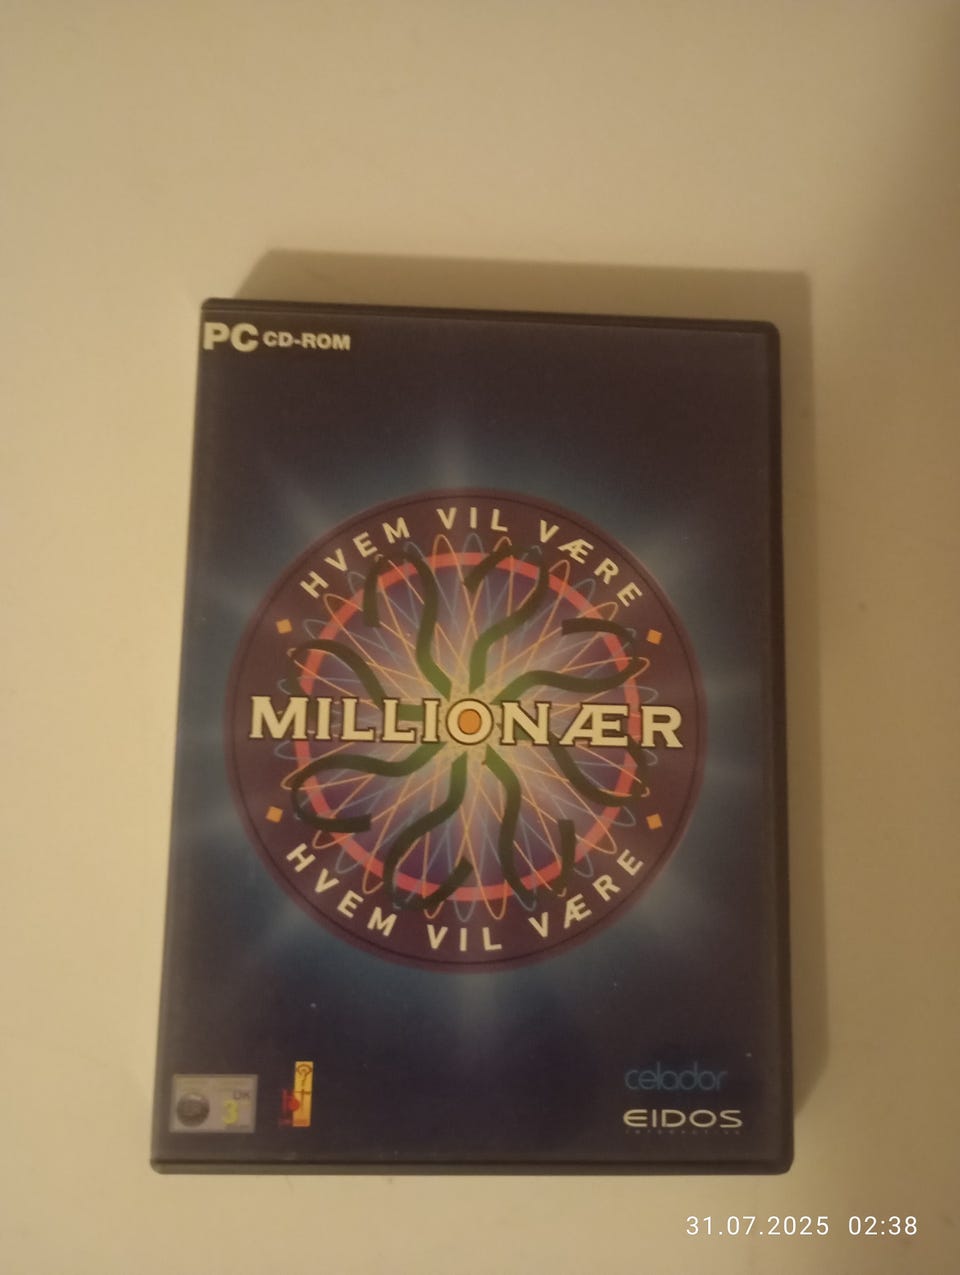 PC CD-ROM
HVEM VIL VÆRE
MILLIONÆR
HVEM VIL VÆRE
DK
3
celador
EIDOS
INTERACTIVE
31.07.2025 02:38